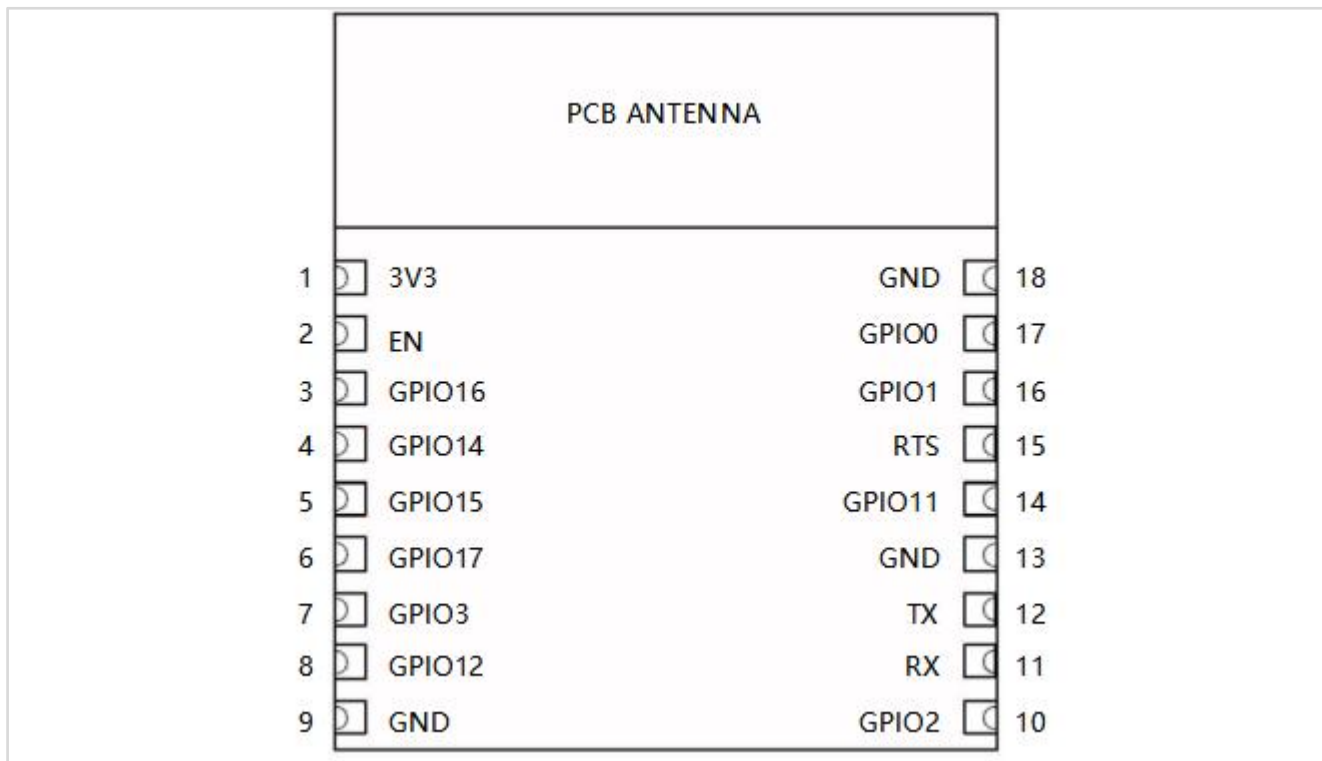 PCB ANTENNA
1 3V3 GND 18
2 EN GPIO0 17
3 GPIO16 GPIO1 16
4 GPIO14 RTS 15
5 GPIO15 GPIO11 14
6 GPIO17 GND 13
7 GPIO3 TX 12
8 GPIO12 RX 11
9 GND GPIO2 10